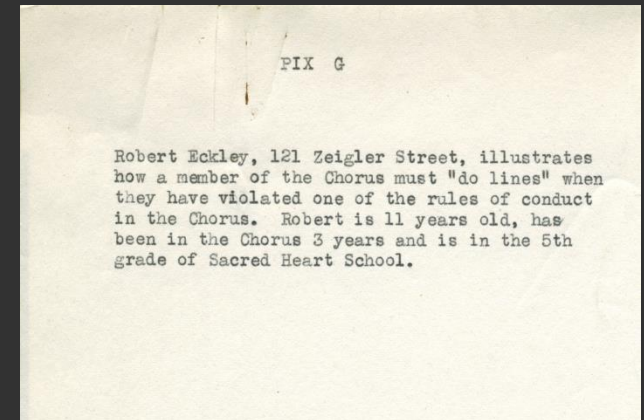 PIX G
Robert Eckley, 121 Zeigler Street, illustrates
how a member of the Chorus must "do lines" when
they have violated one of the rules of conduct
in the Chorus. Robert is 11 years old, has
been in the Chorus 3 years and is in the 5th
grade of Sacred Heart School.